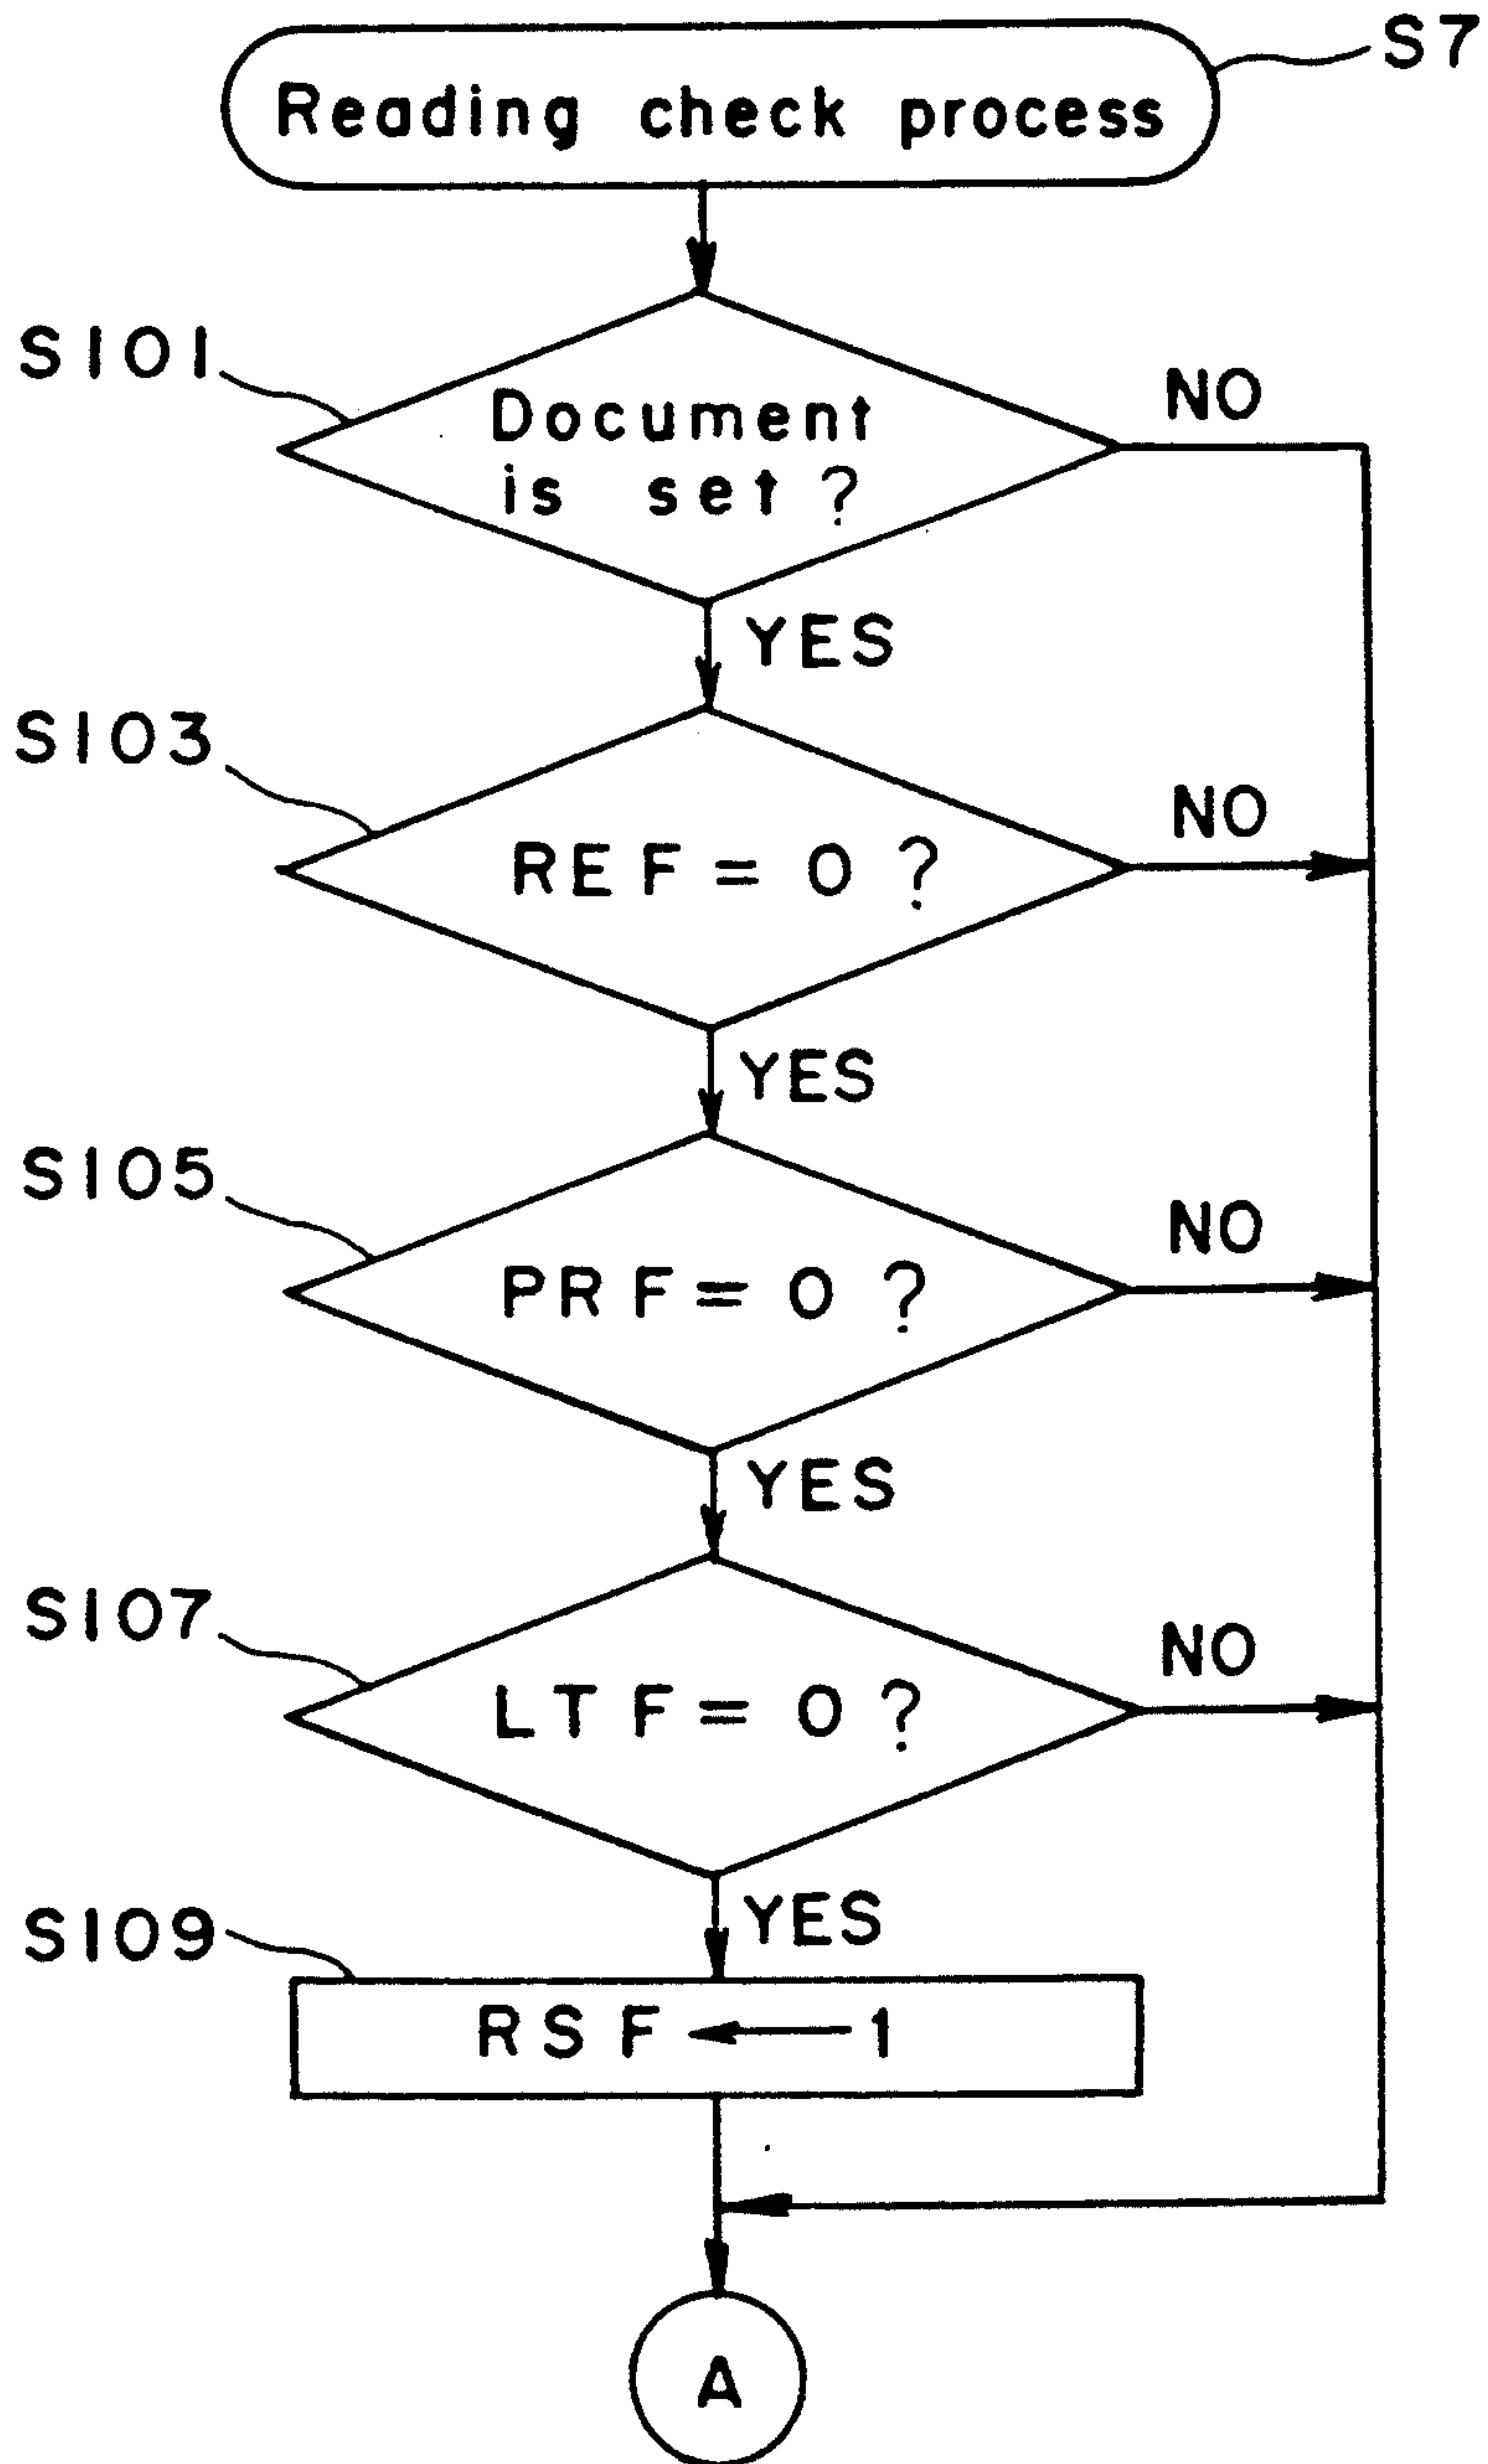 S7
Reading check process
S101
Document
is set?
NO
YES
S103
REF=0?
NO
YES
S105
PRF=0?
NO
YES
S107
LTF=0?
NO
YES
S109
RSF←1
A